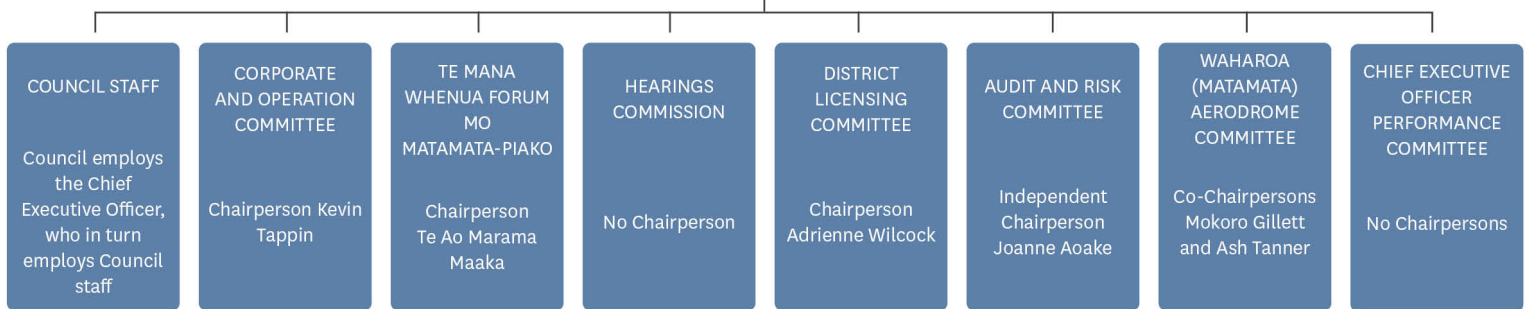 COUNCIL STAFF
Council employs
the Chief
Executive Officer,
who in turn
employs Council
staff
CORPORATE
AND OPERATION
COMMITTEE
Chairperson Kevin
Tappin
TE MANA
WHENUA FORUM
MO
MATAMATA-PIAKO
Chairperson
Te Ao Marama
Maaka
HEARINGS
COMMISSION
No Chairperson
DISTRICT
LICENSING
COMMITTEE
Chairperson
Adrienne Wilcock
AUDIT AND RISK
COMMITTEE
Independent
Chairperson
Joanne Aoake
WAHAROA
(MATAMATA)
AERODROME
COMMITTEE
Co-Chairpersons
Mokoro Gillett
and Ash Tanner
CHIEF EXECUTIVE
OFFICER
PERFORMANCE
COMMITTEE
No Chairpersons